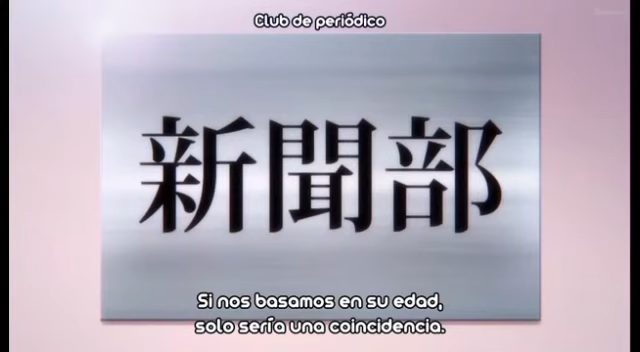 Club de periódico
新聞部
Si nos basamos en su edad,
solo sería una coincidencia.